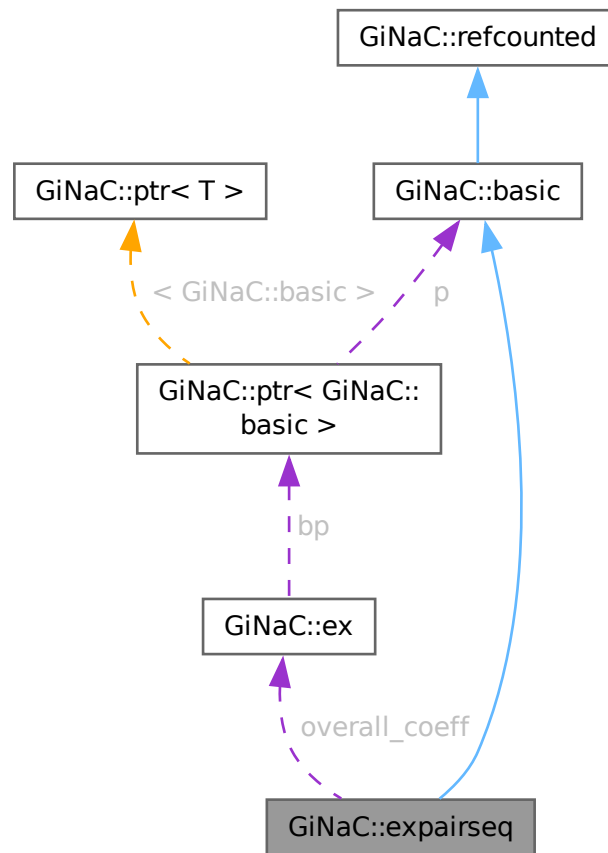 GiNaC::refcounted
GiNaC::ptr< T >
GiNaC::basic
< GiNaC::basic >
p
GiNaC::ptr< GiNaC::
basic >
bp
GiNaC::ex
overall_coeff
GiNaC::expairseq